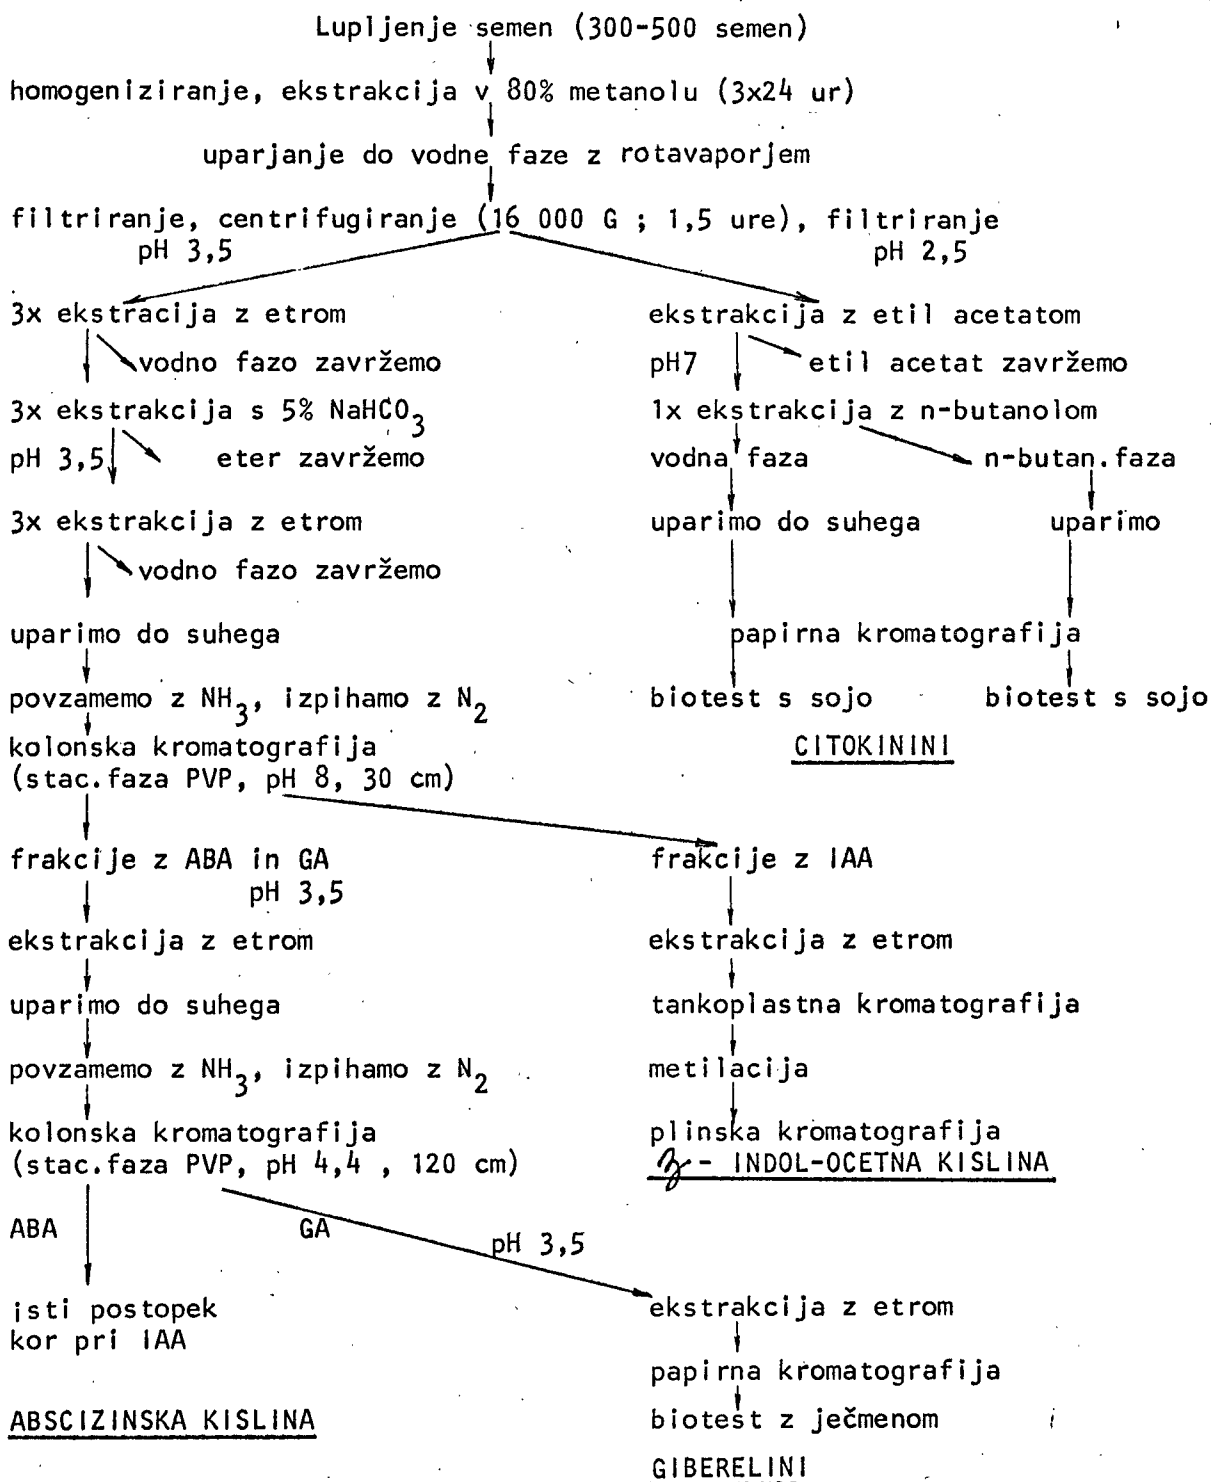 Lupljenje semen (300-500 semen)
homogeniziranje, ekstrakcija v 80% metanolu (3x24 ur)
uparjanje do vodne faze z rotavaporjem
filtriranje, centrifugiranje (16 000 G ; 1,5 ure), filtriranje
pH 3,5
pH 2,5
3x ekstracija z etrom
vodno fazo zavržemo
3x ekstrakcija s 5% NaHCO3
pH 3,5
eter zavržemo
3x ekstrakcija z etrom
vodno fazo zavržemo
uparimo do suhega
povzamemo z NH3, izpihamo z N2
kolonska kromatografija
(stac.faza PVP, pH 8, 30 cm)
ekstrakcija z etil acetatom
pH7
etil acetat zavržemo
1x ekstrakcija z n-butanolom
vodna faza
n-butan.faza
uparimo do suhega
uparimo
papirna kromatografija
biotest s sojo
biotest s sojo
CITOKININI
frakcije z ABA in GA
pH 3,5
ekstrakcija z etrom
uparimo do suhega
povzamemo z NH3, izpihamo z N2
kolonska kromatografija
(stac.faza PVP, pH 4,4 , 120 cm)
frakcije z IAA
ekstrakcija z etrom
tankoplastna kromatografija
metilacija
plinska kromatografija
3 - INDOL-OCETNA KISLINA
ABA
GA
pH 3,5
isti postopek
kor pri IAA
ABSCIZINSKA KISLINA
ekstrakcija z etrom
papirna kromatografija
biotest z ječmenom
GIBERELINI